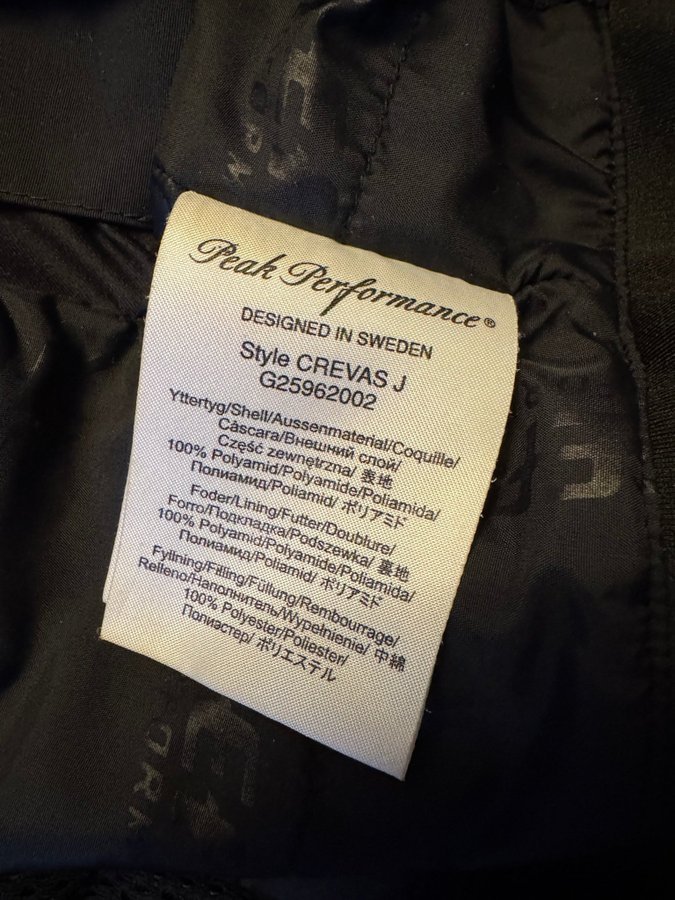 Peak Performance®
DESIGNED IN SWEDEN
Style CREVAS J
G25962002
Yttertyg/Shell/Aussenmaterial/Coquille/
Càscara/Внешний слой/
Część zewnętrzna/ 表地
100% Polyamid/Polyamide/Poliamida/
Полиамид/Poliamid/ ポリアミド
Foder/Lining/Futter/Doublure/
Forro/Подкладка/Podszewka/ 裏地
100% Polyamid/Polyamide/Poliamida/
Полиамид/Poliamid/ ポリアミド
Fyllning/Filling/Füllung/Rembourrage/
Relleno/Наполнитель/Wypełnienie/ 中綿
100% Polyester/Poliester/
Полиэстер/ ポリエステル